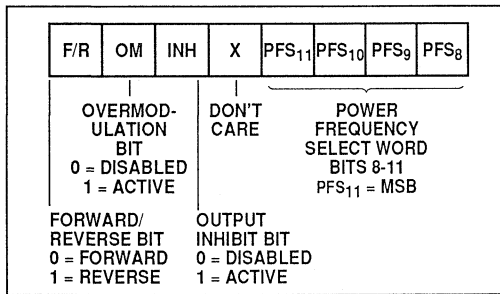 F/R OM INH X PFS11 PFS10 PFS9 PFS8
OVERMOD-
ULATION
BIT
0 = DISABLED
1 = ACTIVE
DON'T
CARE
POWER
FREQUENCY
SELECT WORD
BITS 8-11
PFS11 = MSB
FORWARD/
REVERSE BIT
0 = FORWARD
1 = REVERSE
OUTPUT
INHIBIT BIT
0 = DISABLED
1 = ACTIVE